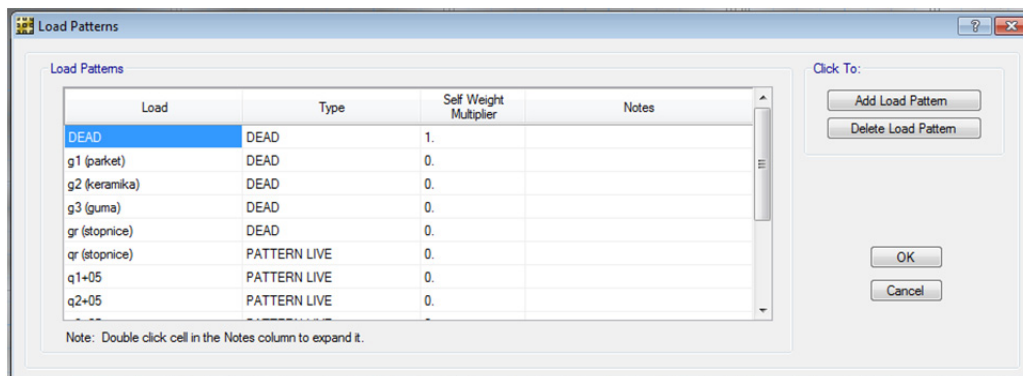 Load Patterns
Load Patterns
Click To:
Load Type Self Weight Multiplier Notes
DEAD DEAD 1.
g1 (parket) DEAD 0.
g2 (keramika) DEAD 0.
g3 (guma) DEAD 0.
gr (stopnice) DEAD 0.
qr (stopnice) PATTERN LIVE 0.
q1+05 PATTERN LIVE 0.
q2+05 PATTERN LIVE 0.
Note: Double click cell in the Notes column to expand it.
Add Load Pattern
Delete Load Pattern
OK
Cancel